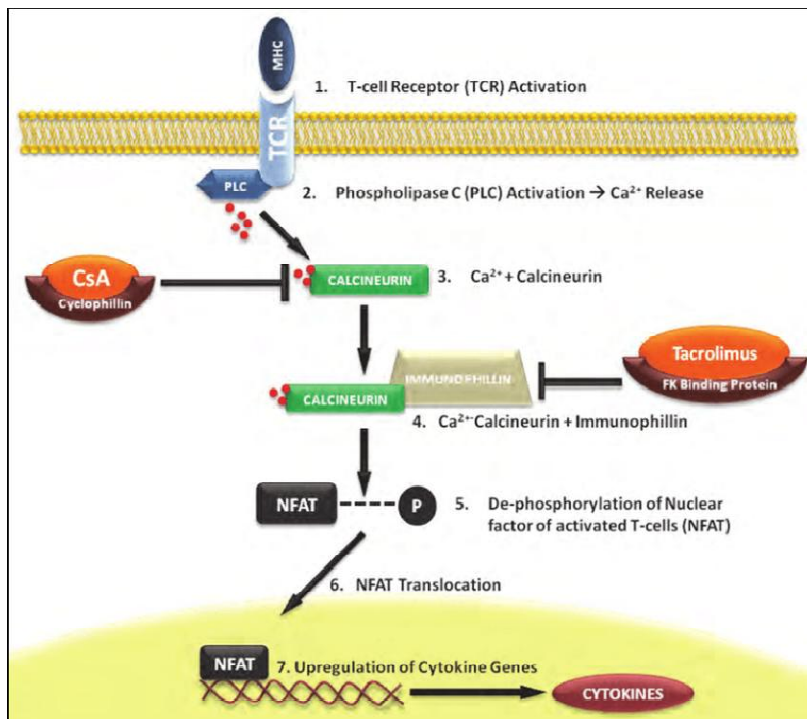 MHC
1. T-cell Receptor (TCR) Activation
TCR
PLC
2. Phospholipase C (PLC) Activation → Ca²⁺ Release
CsA
Cyclophillin
CALCINEURIN
3. Ca²⁺ + Calcineurin
IMMUNOPHILLIN
Tacrolimus
FK Binding Protein
CALCINEURIN
4. Ca²⁺-Calcineurin + Immunophillin
NFAT
P
5. De-phosphorylation of Nuclear
factor of activated T-cells (NFAT)
6. NFAT Translocation
NFAT
7. Upregulation of Cytokine Genes
CYTOKINES